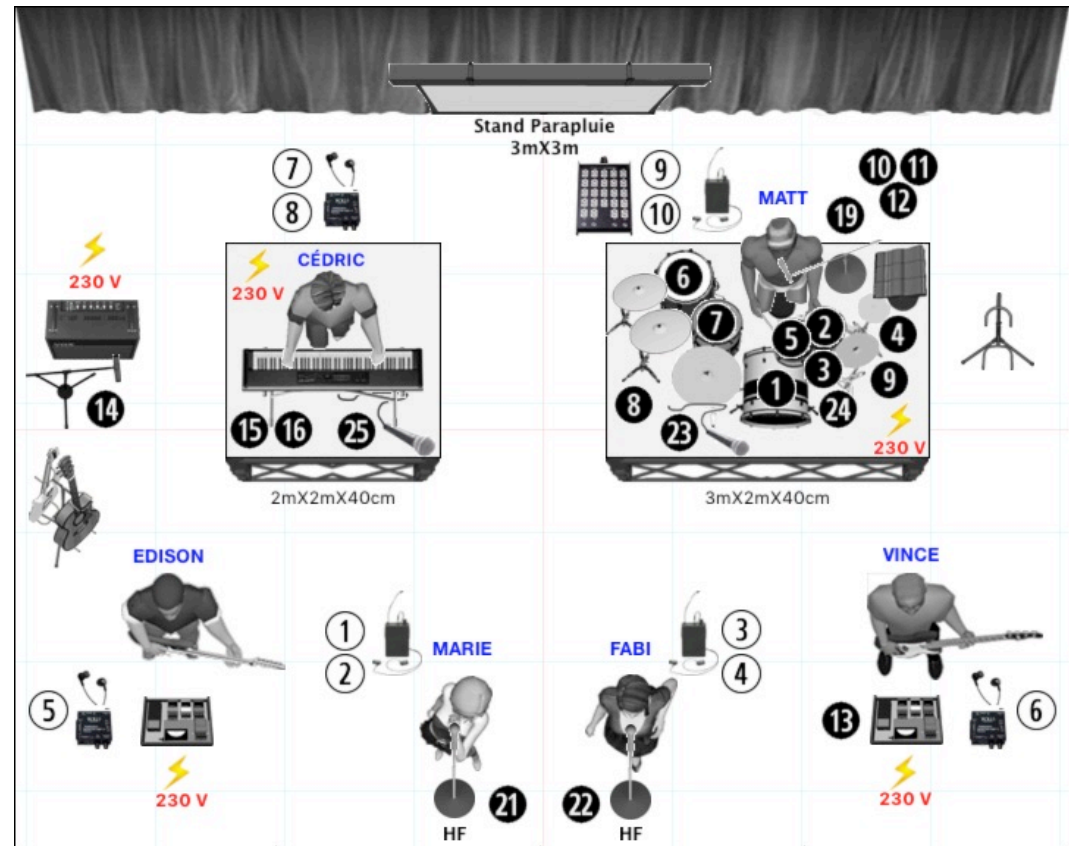 Stand Parapluie
3mX3m
7
8
9
10
MATT
10 11
12
19
230 V
CÉDRIC
230 V
6
7
5
2
4
3
1
9
8
24
14
15 16 25
23
230 V
2mX2mX40cm
3mX2mX40cm
EDISON
VINCE
1
2
MARIE
FABI
3
4
5
13
6
230 V
230 V
21
22
HF
HF